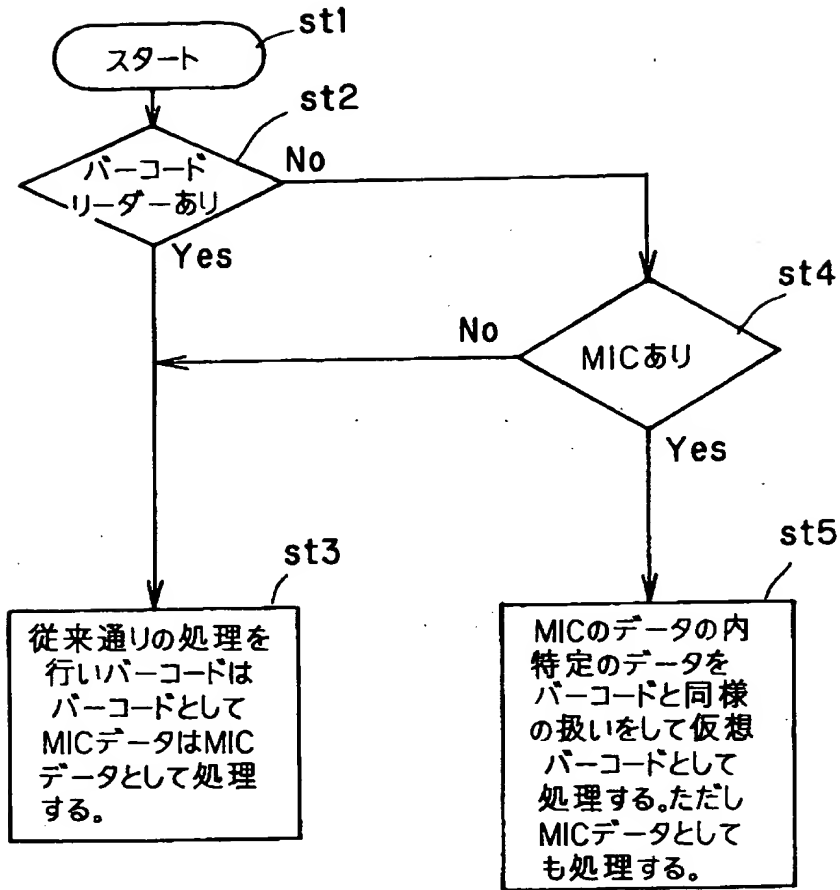 st1
スタート
st2
バーコード
リーダーあり
No
Yes
st4
No
MICあり
Yes
st3
従来通りの処理を
行いバーコードは
バーコードとして
MICデータはMIC
データとして処理
する。
st5
MICのデータの内
特定のデータを
バーコードと同様
の扱いをして仮想
バーコードとして
処理する。ただし
MICデータとして
も処理する。